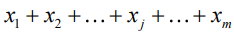 x₁ + x₂ + … + xⱼ + … + xₘ